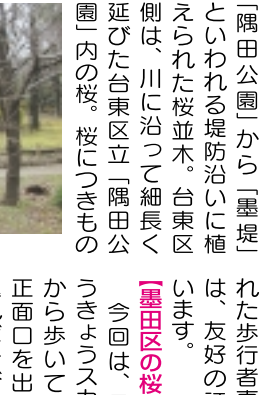 「隅田公園」から「墨堤」
といわれる堤防沿いに植
えられた桜並木。台東区
側は、川に沿って細長く
延びた台東区立「隅田公
園」内の桜。桜につきもの
れた歩行者
は、友好の
います。
【墨田区の桜
今回は、
うきょうス
から歩いて
正面口を出